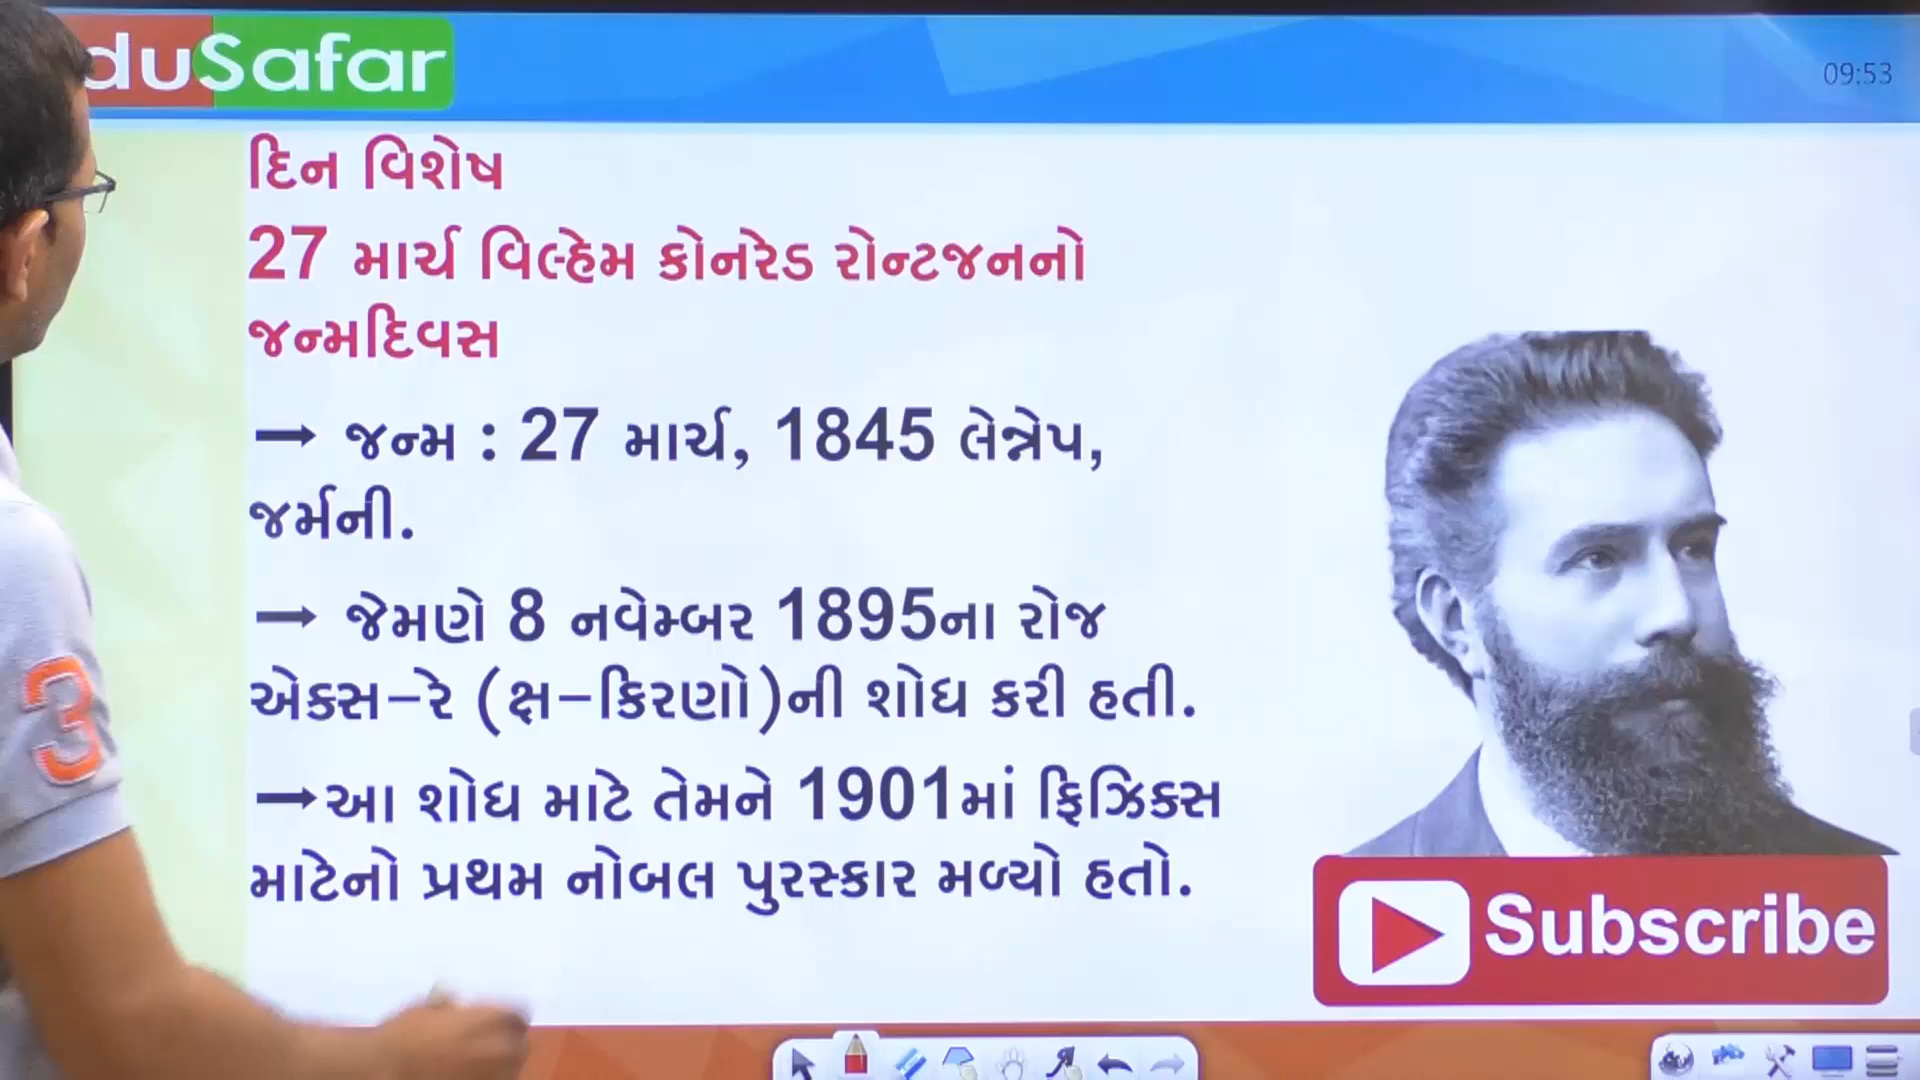 duSafar
09:53
દિન વિશેષ
27 માર્ચ વિલ્હેમ કોનરેડ રોન્ટજનનો
જન્મદિવસ
➞ જન્મ : 27 માર્ચ, 1845 લેન્નેપ,
જર્મની.
➞ જેમણે 8 નવેમ્બર 1895ના રોજ
એક્સ-રે (ક્ષ-કિરણો)ની શોધ કરી હતી.
➞આ શોધ માટે તેમને 1901માં ફિઝિક્સ
માટેનો પ્રથમ નોબલ પુરસ્કાર મળ્યો હતો.
Subscribe
3